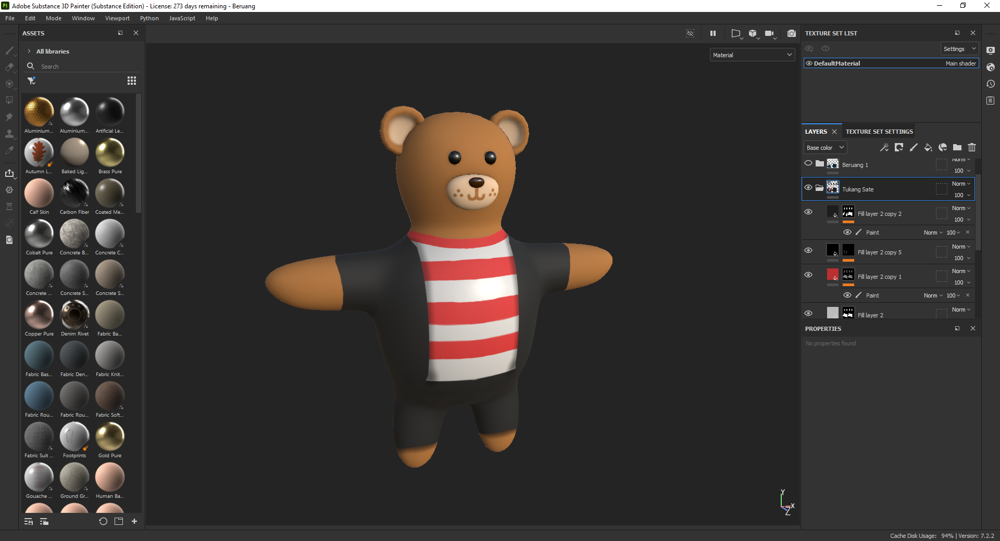 Pt Adobe Substance 3D Painter (Substance Edition) - License: 273 days remaining - Beruang
File Edit Mode Window Viewport Python JavaScript Help
ASSETS
All libraries
Search
Aluminium... Aluminium... Artificial Le...
Autumn L... Baked Lig... Brass Pure
Calf Skin Carbon Fiber Coated Me...
Cobalt Pure Concrete B... Concrete C...
Concrete ... Concrete S... Concrete S...
Copper Pure Denim Rivet Fabric Ba...
Fabric Bas... Fabric Den... Fabric Knit...
Fabric Rou... Fabric Rou... Fabric Soft...
Fabric Suit ... Footprints Gold Pure
Gouache ... Ground Gr... Human Ba...
Material
Y
X
Z
TEXTURE SET LIST
Settings
DefaultMaterial Main shader
LAYERS TEXTURE SET SETTINGS
Base color
Norm
Beruang 1
100
Norm
Tukang Sate
100
Norm
Fill layer 2 copy 2
100
Paint Norm 100
Norm
Fill layer 2 copy 5
100
Norm
Fill layer 2 copy 1
100
Paint Norm 100
Norm
Fill layer 2
PROPERTIES
No properties found
Cache Disk Usage: 94% | Version: 7.2.2